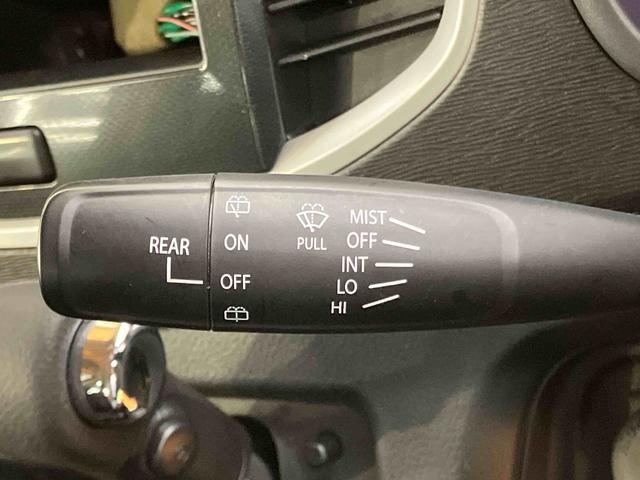 REAR
ON
OFF
PULL
MIST
OFF
INT
LO
HI